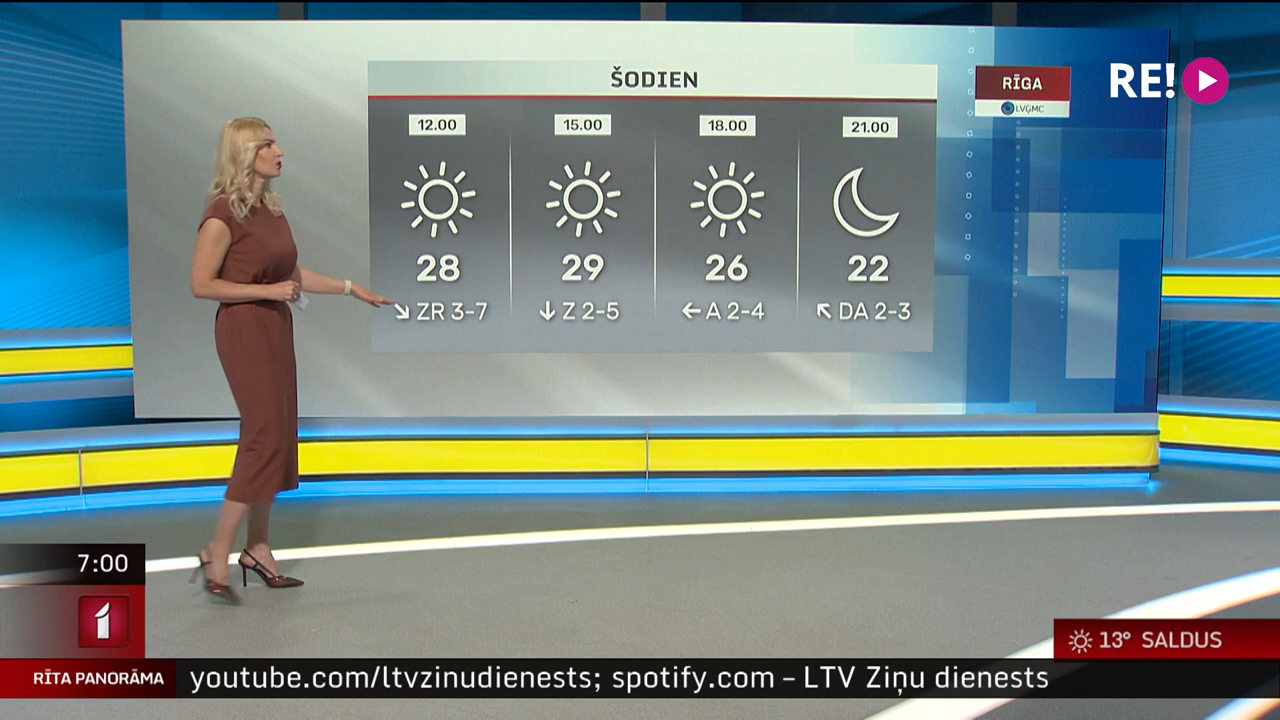 ŠODIEN
RĪGA
LVĢMC
RE!
12.00
15.00
18.00
21.00
28
29
26
22
ZR 3-7
Z 2-5
A 2-4
DA 2-3
7:00
1
13° SALDUS
RĪTA PANORĀMA
youtube.com/ltvzinudienests; spotify.com – LTV Ziņu dienests